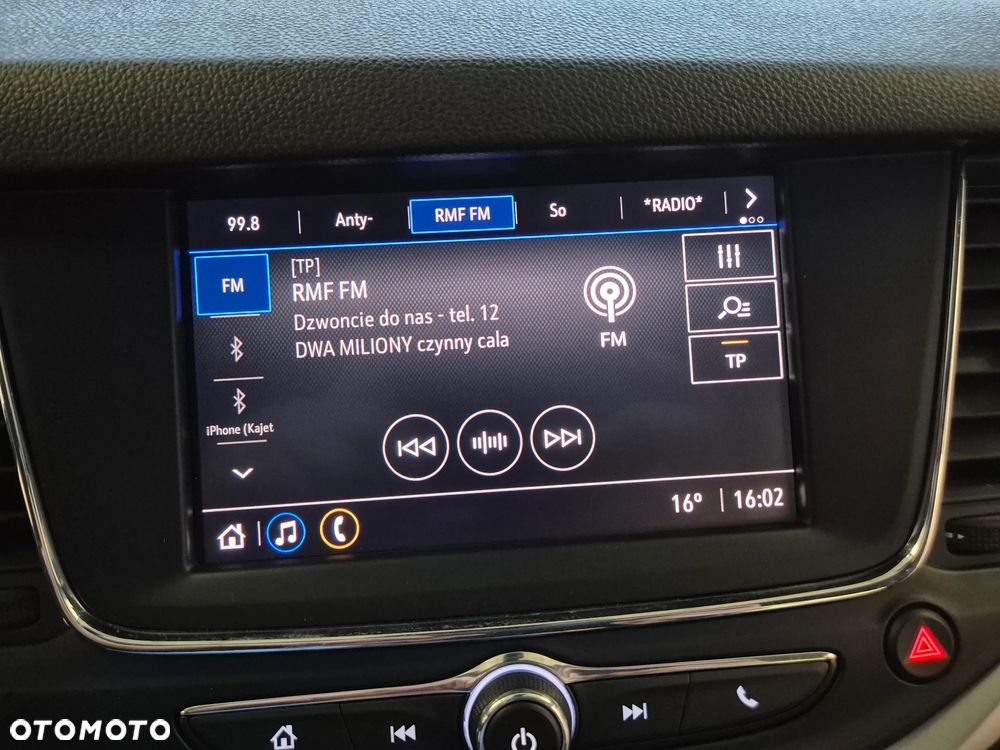 99.8 Anty- RMF FM So *RADIO*
FM
[TP]
RMF FM
Dzwoncie do nas - tel. 12
DWA MILIONY czynny cala
FM
TP
iPhone (Kajet
16° 16:02
OTOMOTO